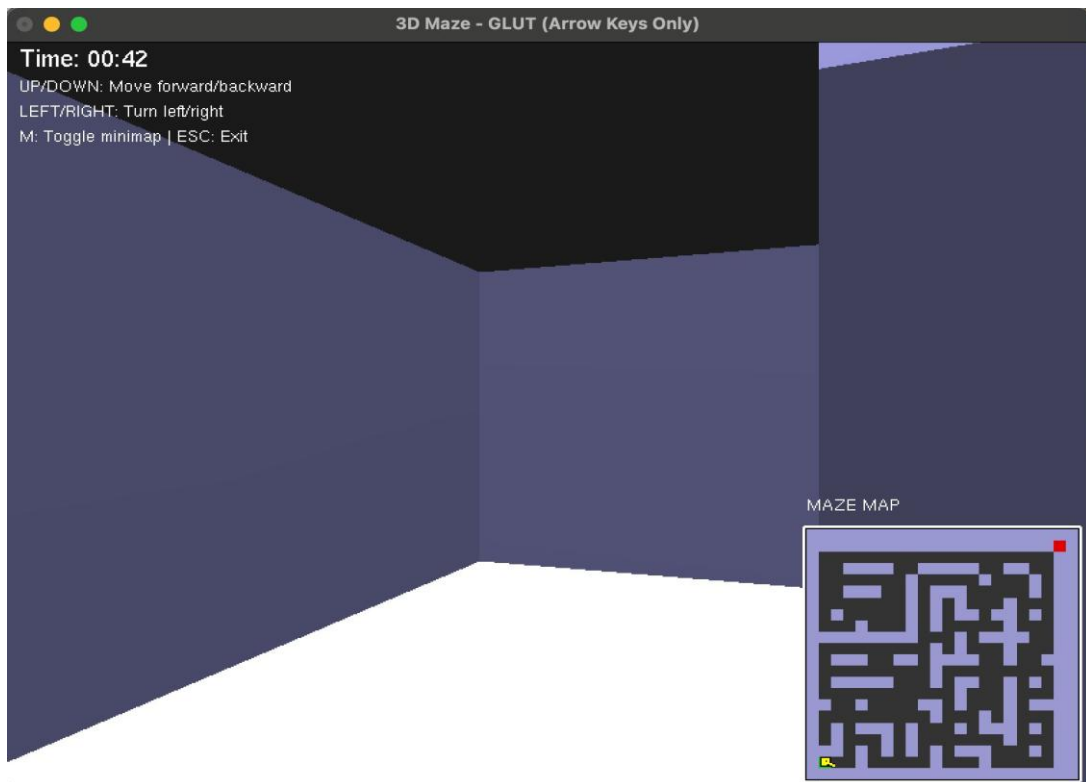 3D Maze - GLUT (Arrow Keys Only)
Time: 00:42
UP/DOWN: Move forward/backward
LEFT/RIGHT: Turn left/right
M: Toggle minimap | ESC: Exit
MAZE MAP